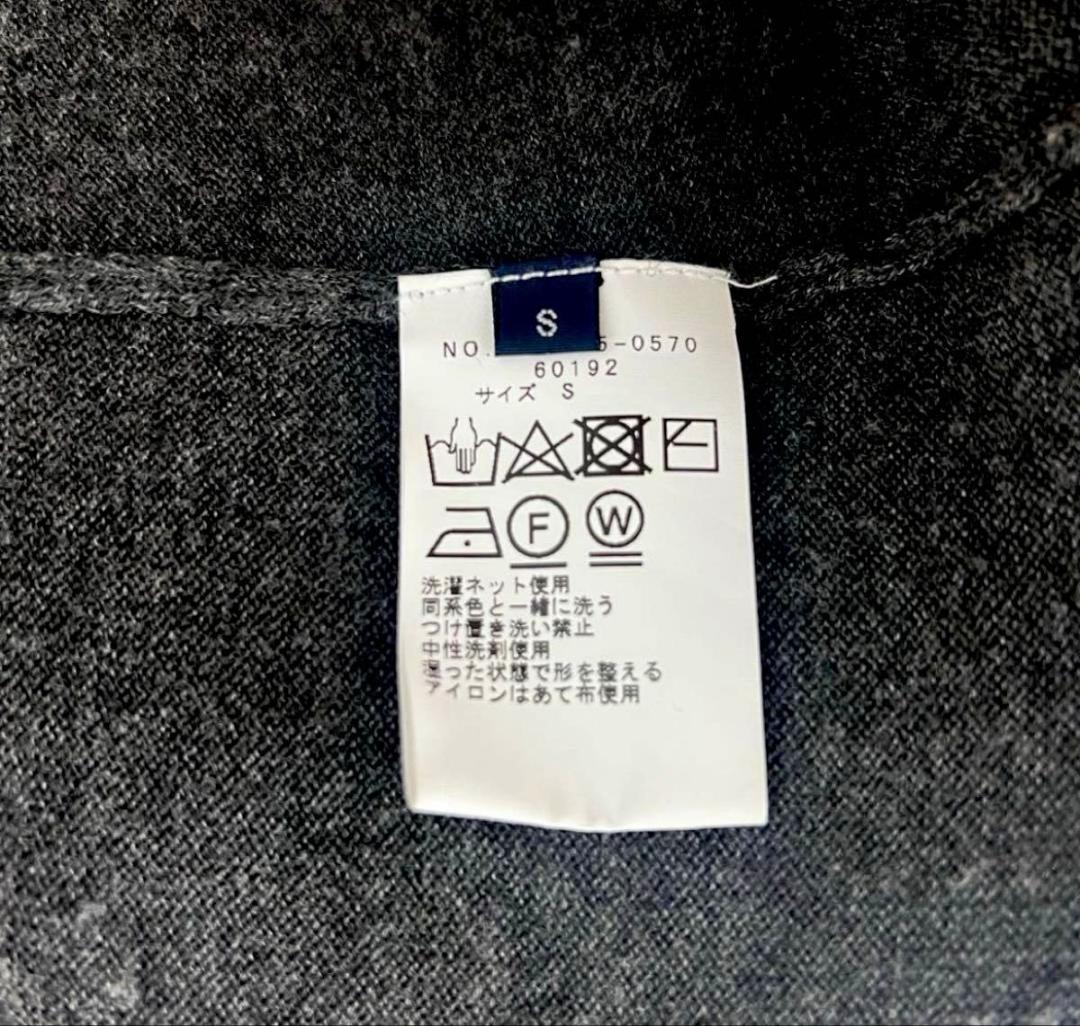 S
NO. 5-0570
60192
サイズ S
F W
洗濯ネット使用
同系色と一緒に洗う
つけ置き洗い禁止
中性洗剤使用
湿った状態で形を整える
アイロンはあて布使用